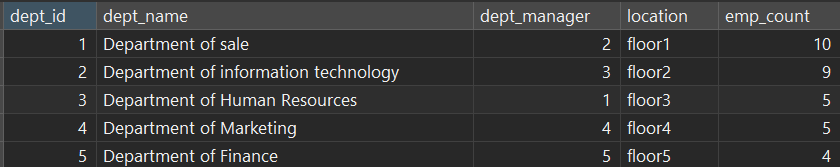 dept_id dept_name dept_manager location emp_count
1 Department of sale 2 floor1 10
2 Department of information technology 3 floor2 9
3 Department of Human Resources 1 floor3 5
4 Department of Marketing 4 floor4 5
5 Department of Finance 5 floor5 4